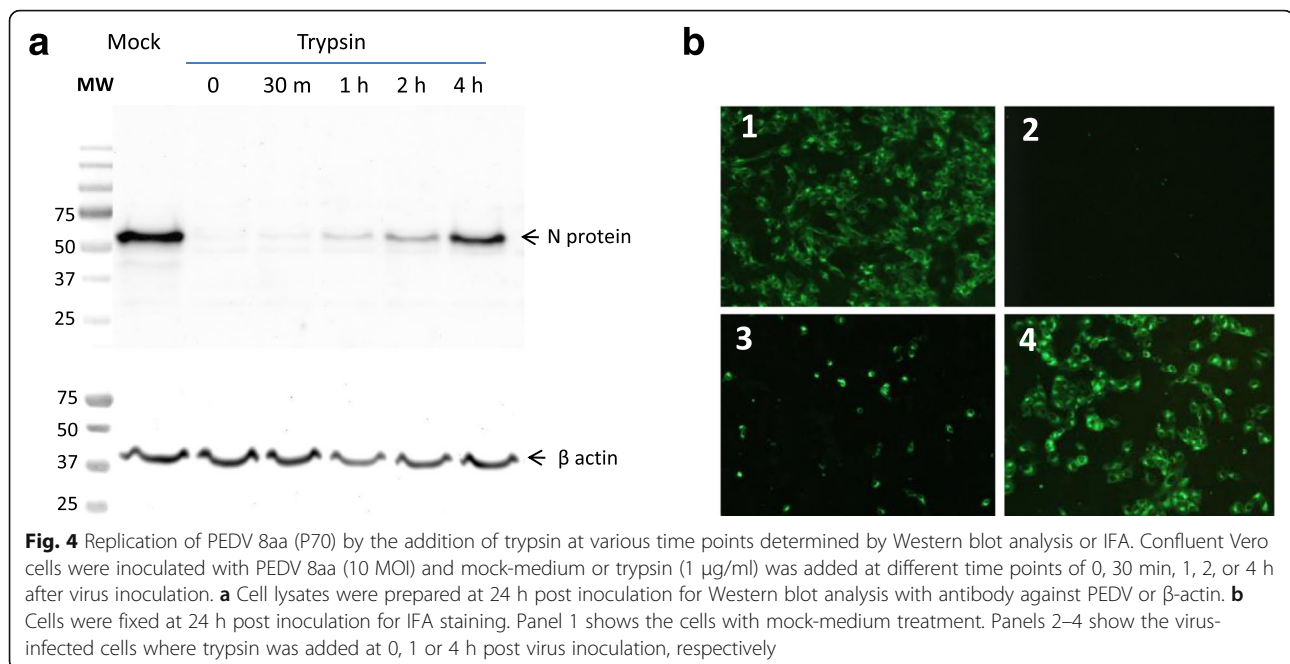 a
Mock Trypsin
MW 0 30 m 1 h 2 h 4 h
75
50
37
25
N protein
75
50
37
25
β actin
b
1
2
3
4
Fig. 4 Replication of PEDV 8aa (P70) by the addition of trypsin at various time points determined by Western blot analysis or IFA. Confluent Vero
cells were inoculated with PEDV 8aa (10 MOI) and mock-medium or trypsin (1 μg/ml) was added at different time points of 0, 30 min, 1, 2, or 4 h
after virus inoculation. a Cell lysates were prepared at 24 h post inoculation for Western blot analysis with antibody against PEDV or β-actin. b
Cells were fixed at 24 h post inoculation for IFA staining. Panel 1 shows the cells with mock-medium treatment. Panels 2–4 show the virus-
infected cells where trypsin was added at 0, 1 or 4 h post virus inoculation, respectively